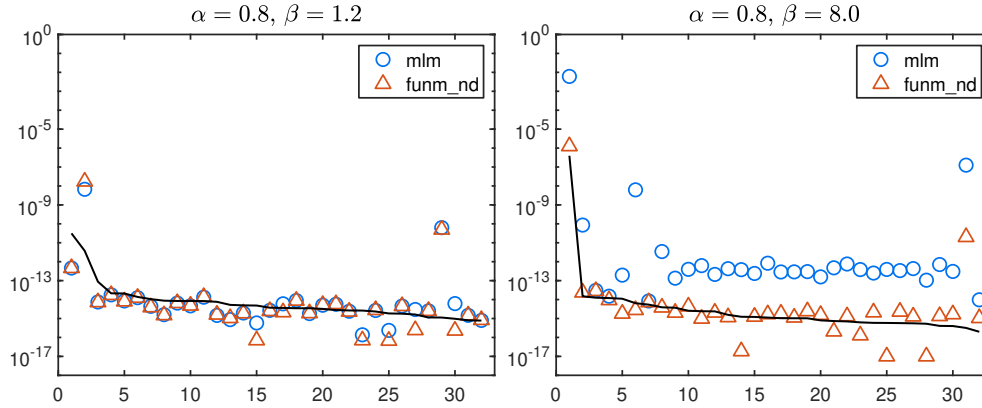 α = 0.8, β = 1.2
10^0
10^-5
10^-9
10^-13
10^-17
0 5 10 15 20 25 30
mlm
funm_nd
α = 0.8, β = 8.0
10^0
10^-5
10^-9
10^-13
10^-17
0 5 10 15 20 25 30
mlm
funm_nd